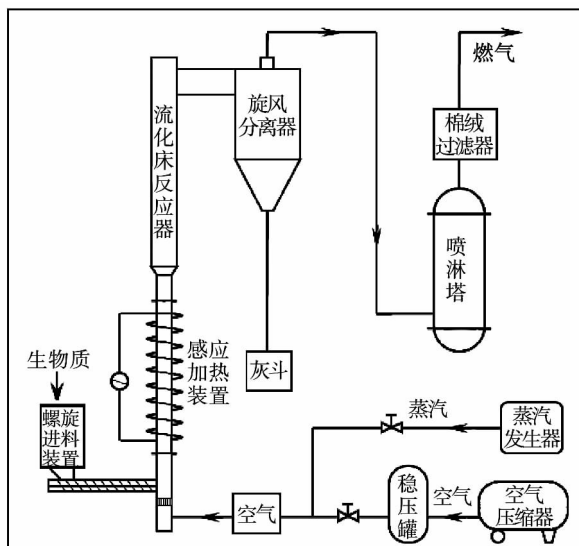 燃气
旋风
分离器
棉绒
过滤器
流化床反应器
喷淋塔
感应
加热
装置
灰斗
生物质
螺旋
进料
装置
蒸汽
蒸汽
发生器
空气
稳压罐
空气
空气
压缩器